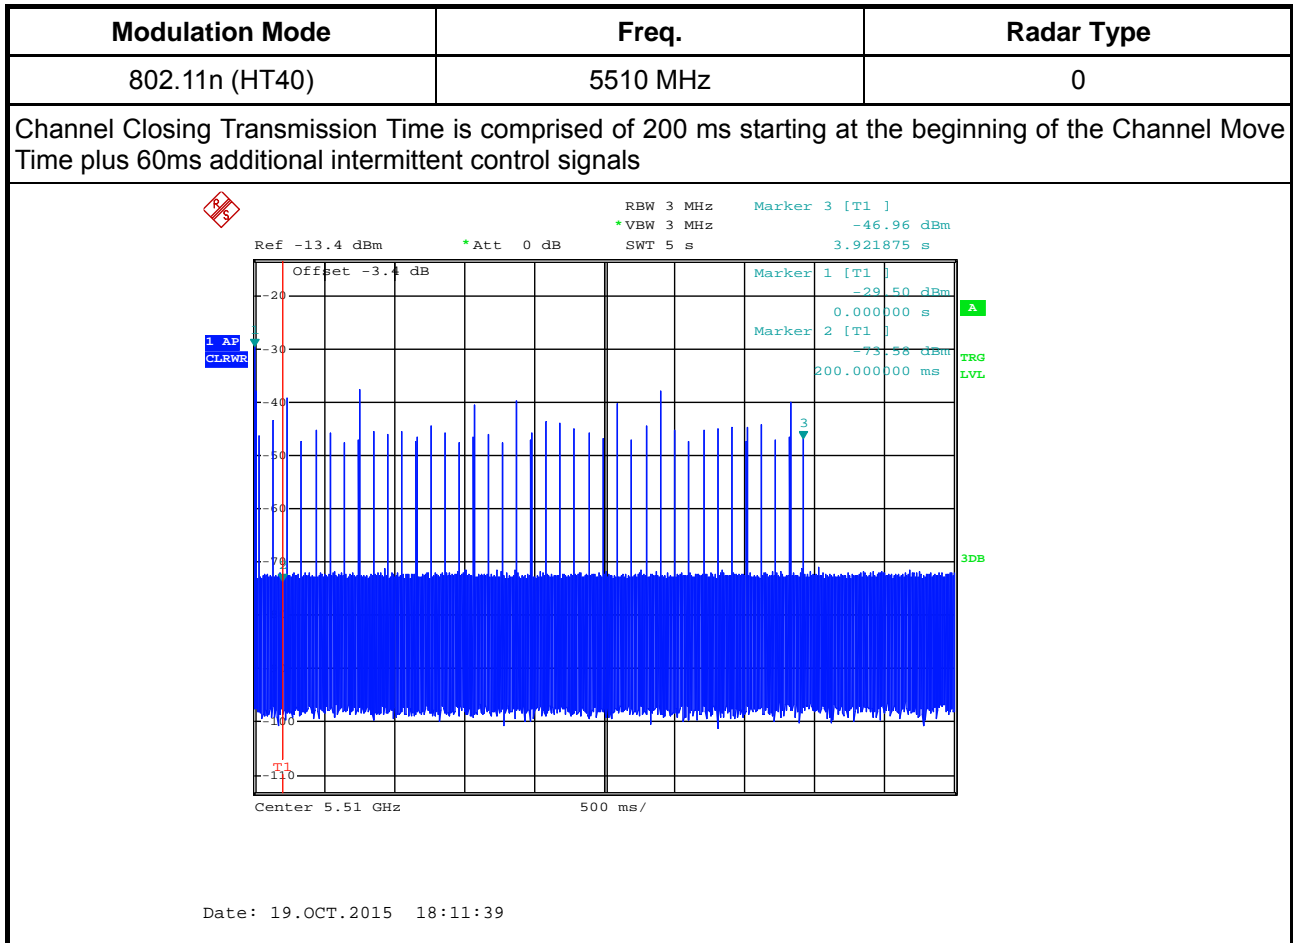 Modulation Mode Freq. Radar Type
802.11n (HT40) 5510 MHz 0
Channel Closing Transmission Time is comprised of 200 ms starting at the beginning of the Channel Move
Time plus 60ms additional intermittent control signals
R S
RBW 3 MHz Marker 3 [T1 ]
*VBW 3 MHz -46.96 dBm
Ref -13.4 dBm *Att 0 dB SWT 5 s 3.921875 s
Offset -3.4 dB Marker 1 [T1 ]
-20 -29.50 dBm
0.000000 s A
Marker 2 [T1 ]
1
1 AP
-30 -73.58 dBm TRG
CLRWR
200.000000 ms LVL
-40
3
-50
-60
-70 3DB
2
-100
T1
-110
Center 5.51 GHz 500 ms/
Date: 19.OCT.2015 18:11:39